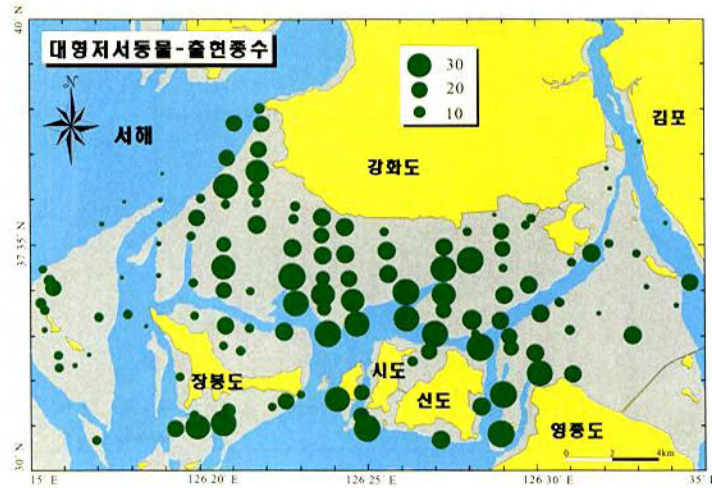 40' N
대형저서동물-출현종수
N
서해
30
20
10
김포
강화도
37 35'
장봉도
시도
신도
영종도
0 2 4km
30' N
15' E
126 20' E
126 25' E
126 30' E
35' E